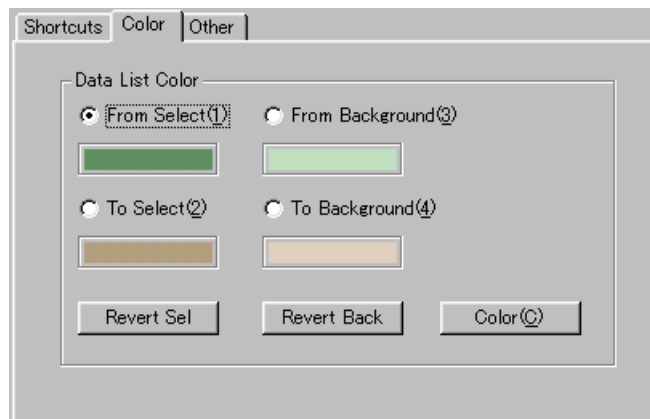 Shortcuts Color Other
Data List Color
From Select(1) From Background(3)
To Select(2) To Background(4)
Revert Sel Revert Back Color(C)